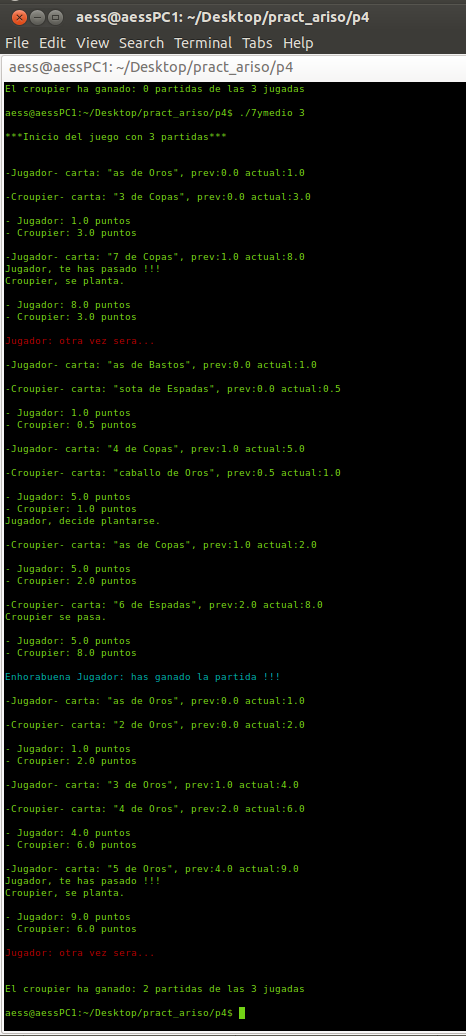 aess@aessPC1: ~/Desktop/pract_ariso/p4
File Edit View Search Terminal Tabs Help
aess@aessPC1: ~/Desktop/pract_ariso/p4
El croupier ha ganado: 0 partidas de las 3 jugadas
aess@aessPC1:~/Desktop/pract_ariso/p4$ ./7ymedio 3
***Inicio del juego con 3 partidas***
-Jugador- carta: "as de Oros", prev:0.0 actual:1.0
-Croupier- carta: "3 de Copas", prev:0.0 actual:3.0
- Jugador: 1.0 puntos
- Croupier: 3.0 puntos
-Jugador- carta: "7 de Copas", prev:1.0 actual:8.0
Jugador, te has pasado !!!
Croupier, se planta.
- Jugador: 8.0 puntos
- Croupier: 3.0 puntos
Jugador: otra vez sera...
-Jugador- carta: "as de Bastos", prev:0.0 actual:1.0
-Croupier- carta: "sota de Espadas", prev:0.0 actual:0.5
- Jugador: 1.0 puntos
- Croupier: 0.5 puntos
-Jugador- carta: "4 de Copas", prev:1.0 actual:5.0
-Croupier- carta: "caballo de Oros", prev:0.5 actual:1.0
- Jugador: 5.0 puntos
- Croupier: 1.0 puntos
Jugador, decide plantarse.
-Croupier- carta: "as de Copas", prev:1.0 actual:2.0
- Jugador: 5.0 puntos
- Croupier: 2.0 puntos
-Croupier- carta: "6 de Espadas", prev:2.0 actual:8.0
Croupier se pasa.
- Jugador: 5.0 puntos
- Croupier: 8.0 puntos
Enhorabuena Jugador: has ganado la partida !!!
-Jugador- carta: "as de Oros", prev:0.0 actual:1.0
-Croupier- carta: "2 de Oros", prev:0.0 actual:2.0
- Jugador: 1.0 puntos
- Croupier: 2.0 puntos
-Jugador- carta: "3 de Oros", prev:1.0 actual:4.0
-Croupier- carta: "4 de Oros", prev:2.0 actual:6.0
- Jugador: 4.0 puntos
- Croupier: 6.0 puntos
-Jugador- carta: "5 de Oros", prev:4.0 actual:9.0
Jugador, te has pasado !!!
Croupier, se planta.
- Jugador: 9.0 puntos
- Croupier: 6.0 puntos
Jugador: otra vez sera...
El croupier ha ganado: 2 partidas de las 3 jugadas
aess@aessPC1:~/Desktop/pract_ariso/p4$